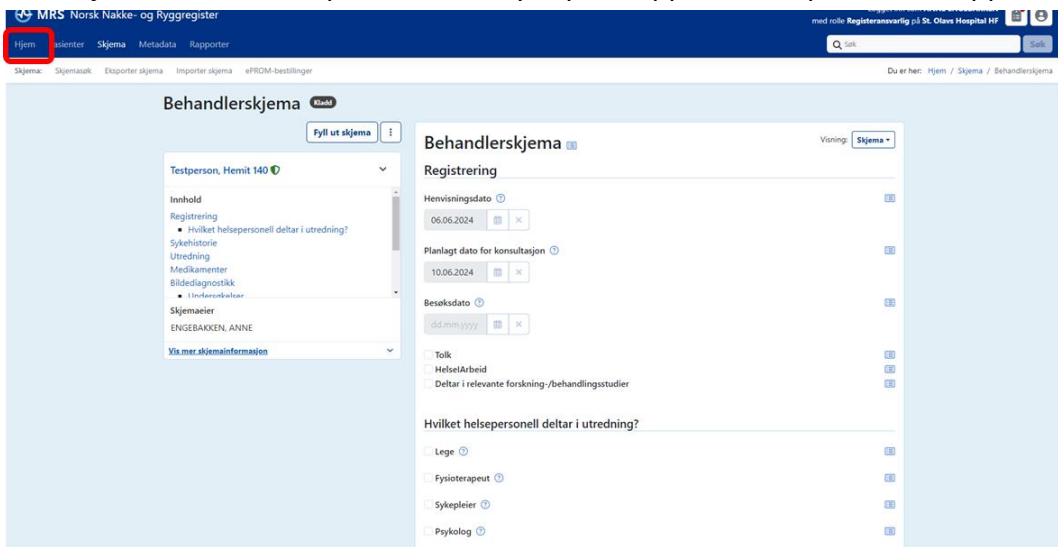 MRS Norsk Nakke- og Ryggregister
med rolle Registeransvarlig på St. Olavs Hospital HF
Hjem asienter Skjema Metadata Rapporter
Søk
Søk
Skjema: Skjemasøk Eksporter skjema Importer skjema ePROM-bestillinger
Du er her: Hjem / Skjema / Behandlerskjema
Behandlerskjema Kladd
Fyll ut skjema
Testperson, Hemit 140
Innhold
Registrering
Hvilket helsepersonell deltar i utredning?
Sykehistorie
Utredning
Medikamenter
Bildediagnostikk
Undersøkelser
Skjemaeier
ENGEBAKKEN, ANNE
Vis mer skjemainformasjon
Behandlerskjema
Visning: Skjema
Registrering
Henvisningsdato
06.06.2024
Planlagt dato for konsultasjon
10.06.2024
Besøksdato
dd.mm.yyyy
Tolk
HelseIArbeid
Deltar i relevante forskning-/behandlingsstudier
Hvilket helsepersonell deltar i utredning?
Lege
Fysioterapeut
Sykepleier
Psykolog